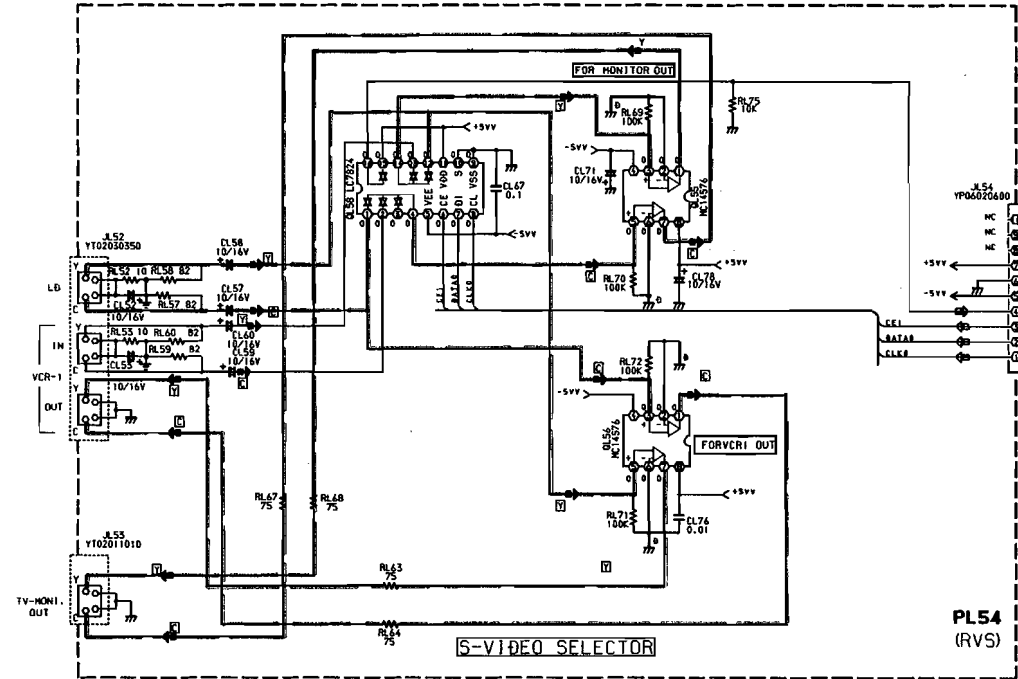 FOR MONITOR OUT
Y
RL75
10K
RL69
100K
-5VV
+5VV
CL71
10/16V
QL55
MC14576
QL58 LC7824
VEE
VDD
CE
S
DI
VSS
CL
CL67
0.1
-5VV
JL54
YP06020600
NC
NC
NC
+5VV
-5VV
CE1
DATA0
CLK0
JL52
YT02030350
CL58
10/16V
Y
LD
RL52 10 RL58 82
CL52 RL57 82
10/16V
CL57
10/16V
C
Y
IN
RL53 10 RL60 82
RL59 82
CL53
10/16V
CL60
10/16V
CL59
10/16V
C
VCR-1
OUT
Y
C
RL70
100K
C
CL78
10/16V
+5VV
CE1
DATA0
CLK0
RL72
100K
C
C
-5VV
QL56
MC14576
FORVCR1 OUT
+5VV
RL71
100K
CL76
0.01
Y
Y
RL67
75
RL68
75
JL53
YT02011010
TV-MONI.
OUT
Y
C
RL63
75
RL64
75
S-VIDEO SELECTOR
PL54
(RVS)